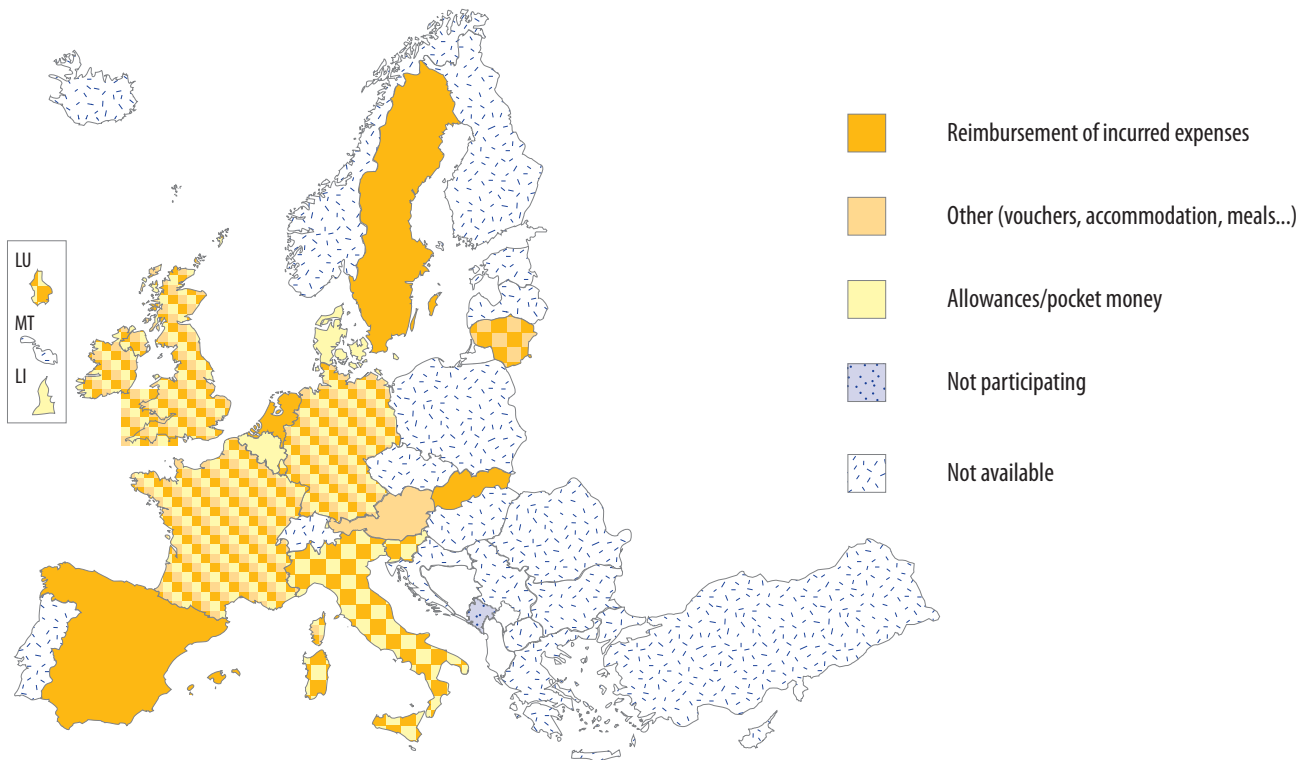 LU
MT
LI
Reimbursement of incurred expenses
Other (vouchers, accommodation, meals...)
Allowances/pocket money
Not participating
Not available